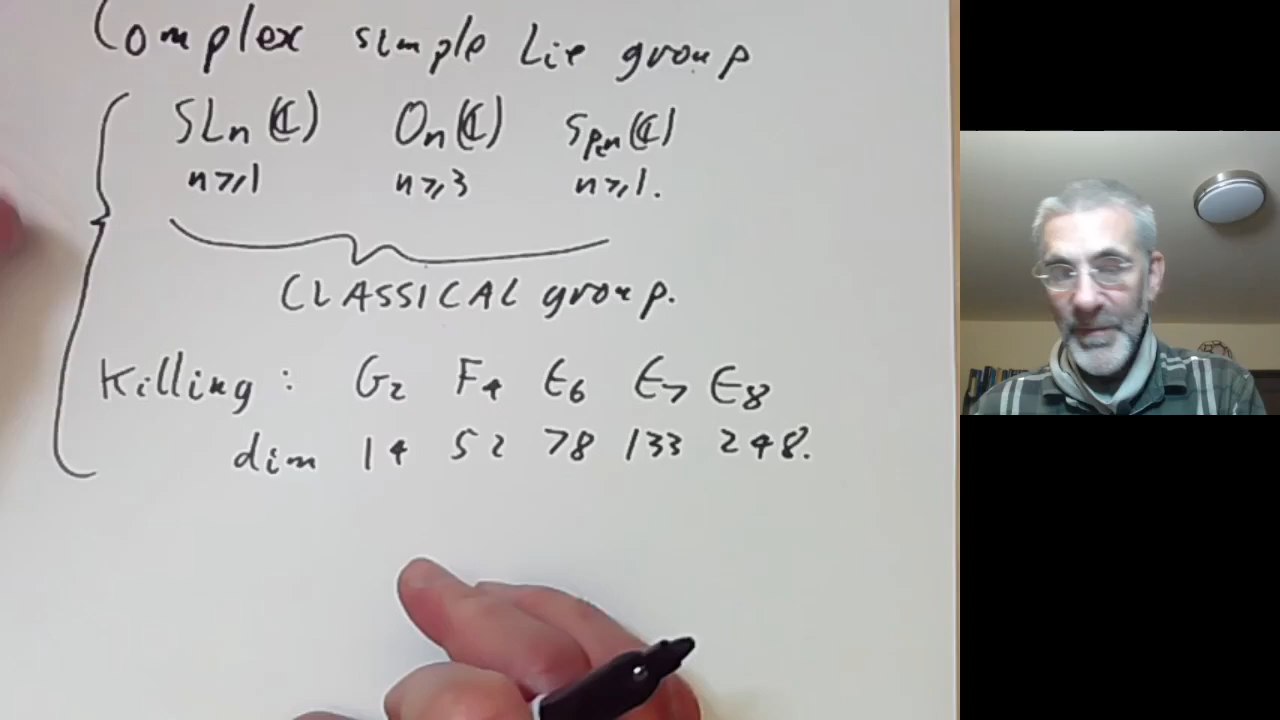 Complex simple Lie group
SLn(ℂ) On(ℂ) Sp2n(ℂ)
n⩾1 n⩾3 n⩾1.
CLASSICAL group.
Killing: G2 F4 E6 E7 E8
dim 14 52 78 133 248.